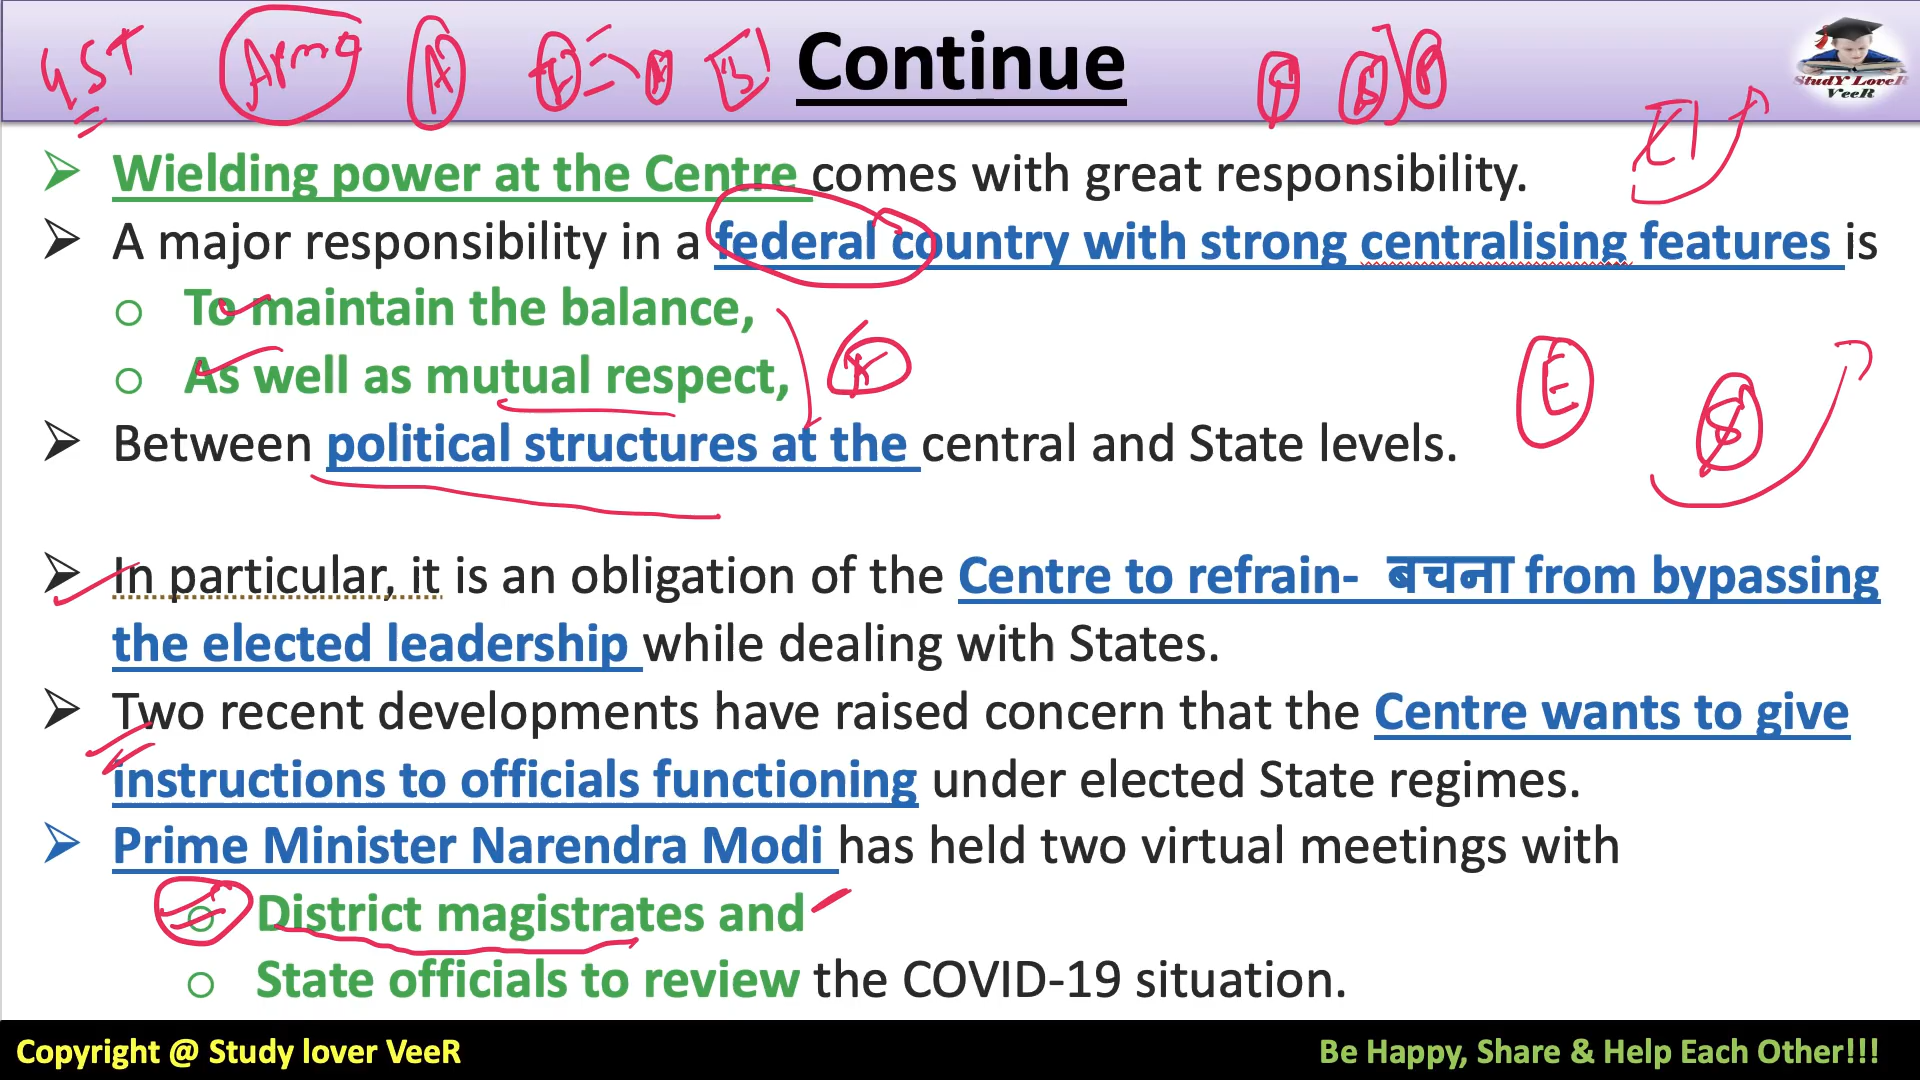 GST Army A
Continue
StudY LoveR
VeeR
Wielding power at the Centre comes with great responsibility.
A major responsibility in a federal country with strong centralising features is
To maintain the balance,
As well as mutual respect,
E
Between political structures at the central and State levels.
In particular, it is an obligation of the Centre to refrain- बचना from bypassing
the elected leadership while dealing with States.
Two recent developments have raised concern that the Centre wants to give
instructions to officials functioning under elected State regimes.
Prime Minister Narendra Modi has held two virtual meetings with
District magistrates and
State officials to review the COVID-19 situation.
Copyright @ Study lover VeeR
Be Happy, Share & Help Each Other!!!